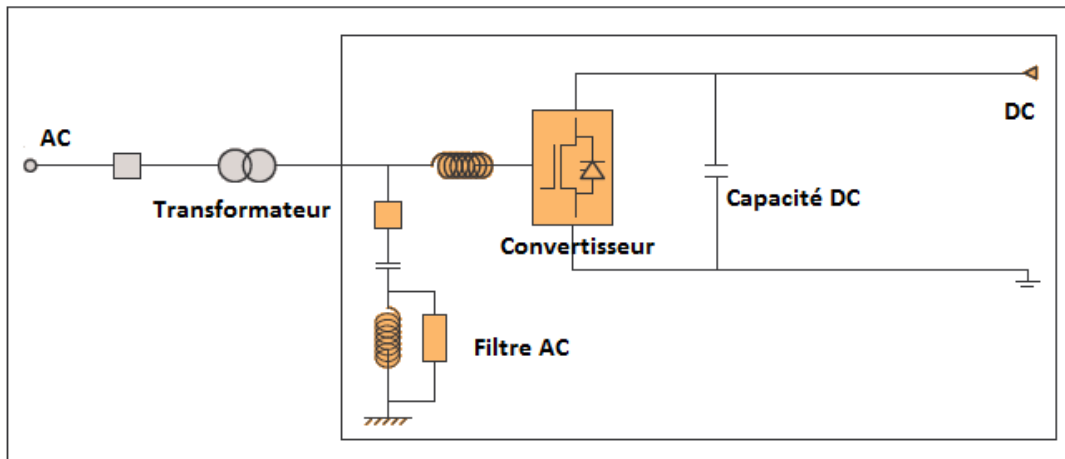 AC
Transformateur
Convertisseur
Capacité DC
DC
Filtre AC